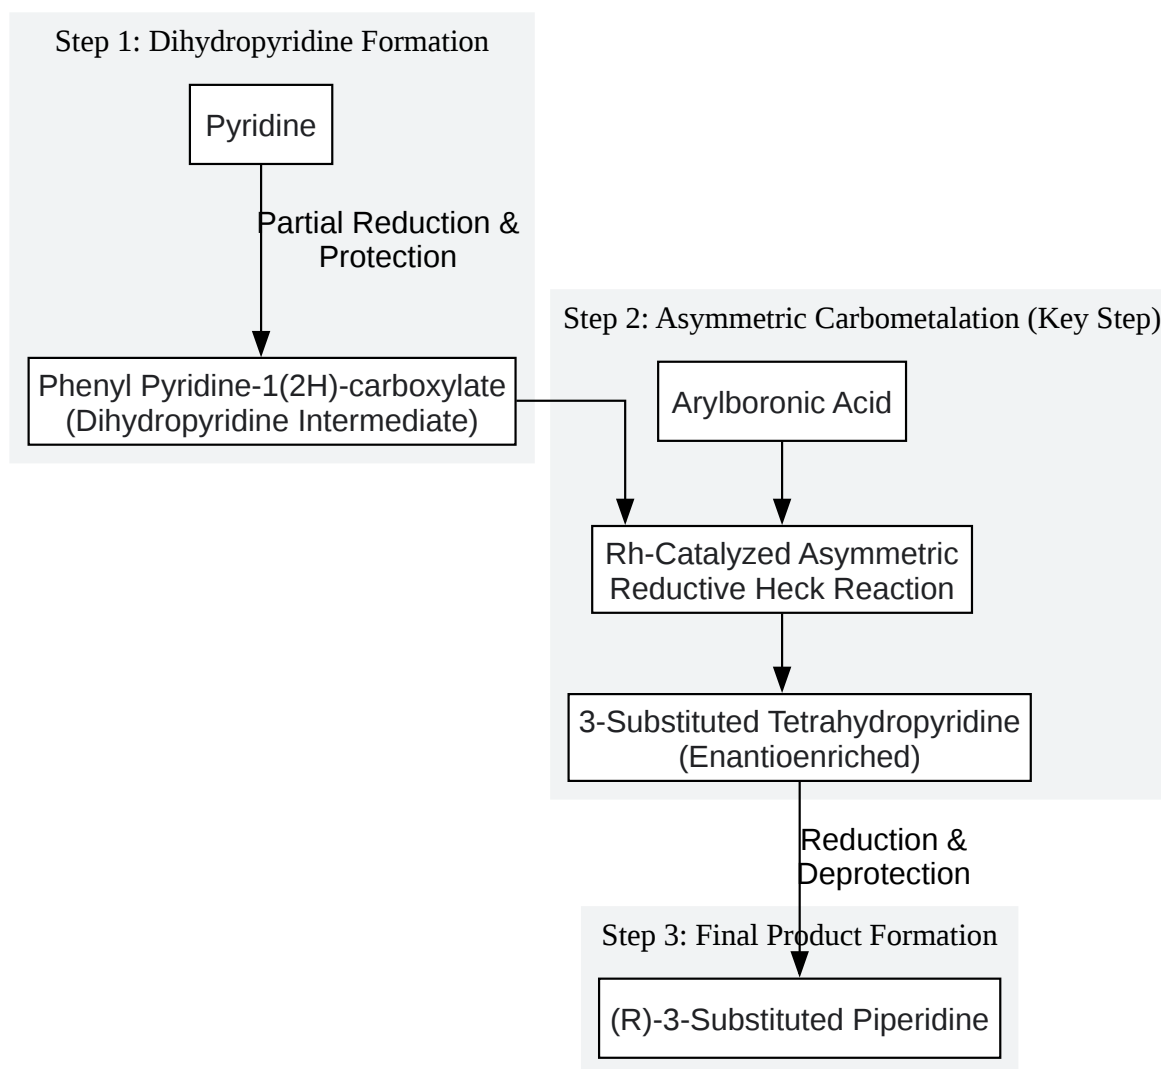 Step 1: Dihydropyridine Formation
Pyridine
Partial Reduction &
Protection
Phenyl Pyridine-1(2H)-carboxylate
(Dihydropyridine Intermediate)
Step 2: Asymmetric Carbometalation (Key Step)
Arylboronic Acid
Rh-Catalyzed Asymmetric
Reductive Heck Reaction
3-Substituted Tetrahydropyridine
(Enantioenriched)
Reduction &
Deprotection
Step 3: Final Product Formation
(R)-3-Substituted Piperidine